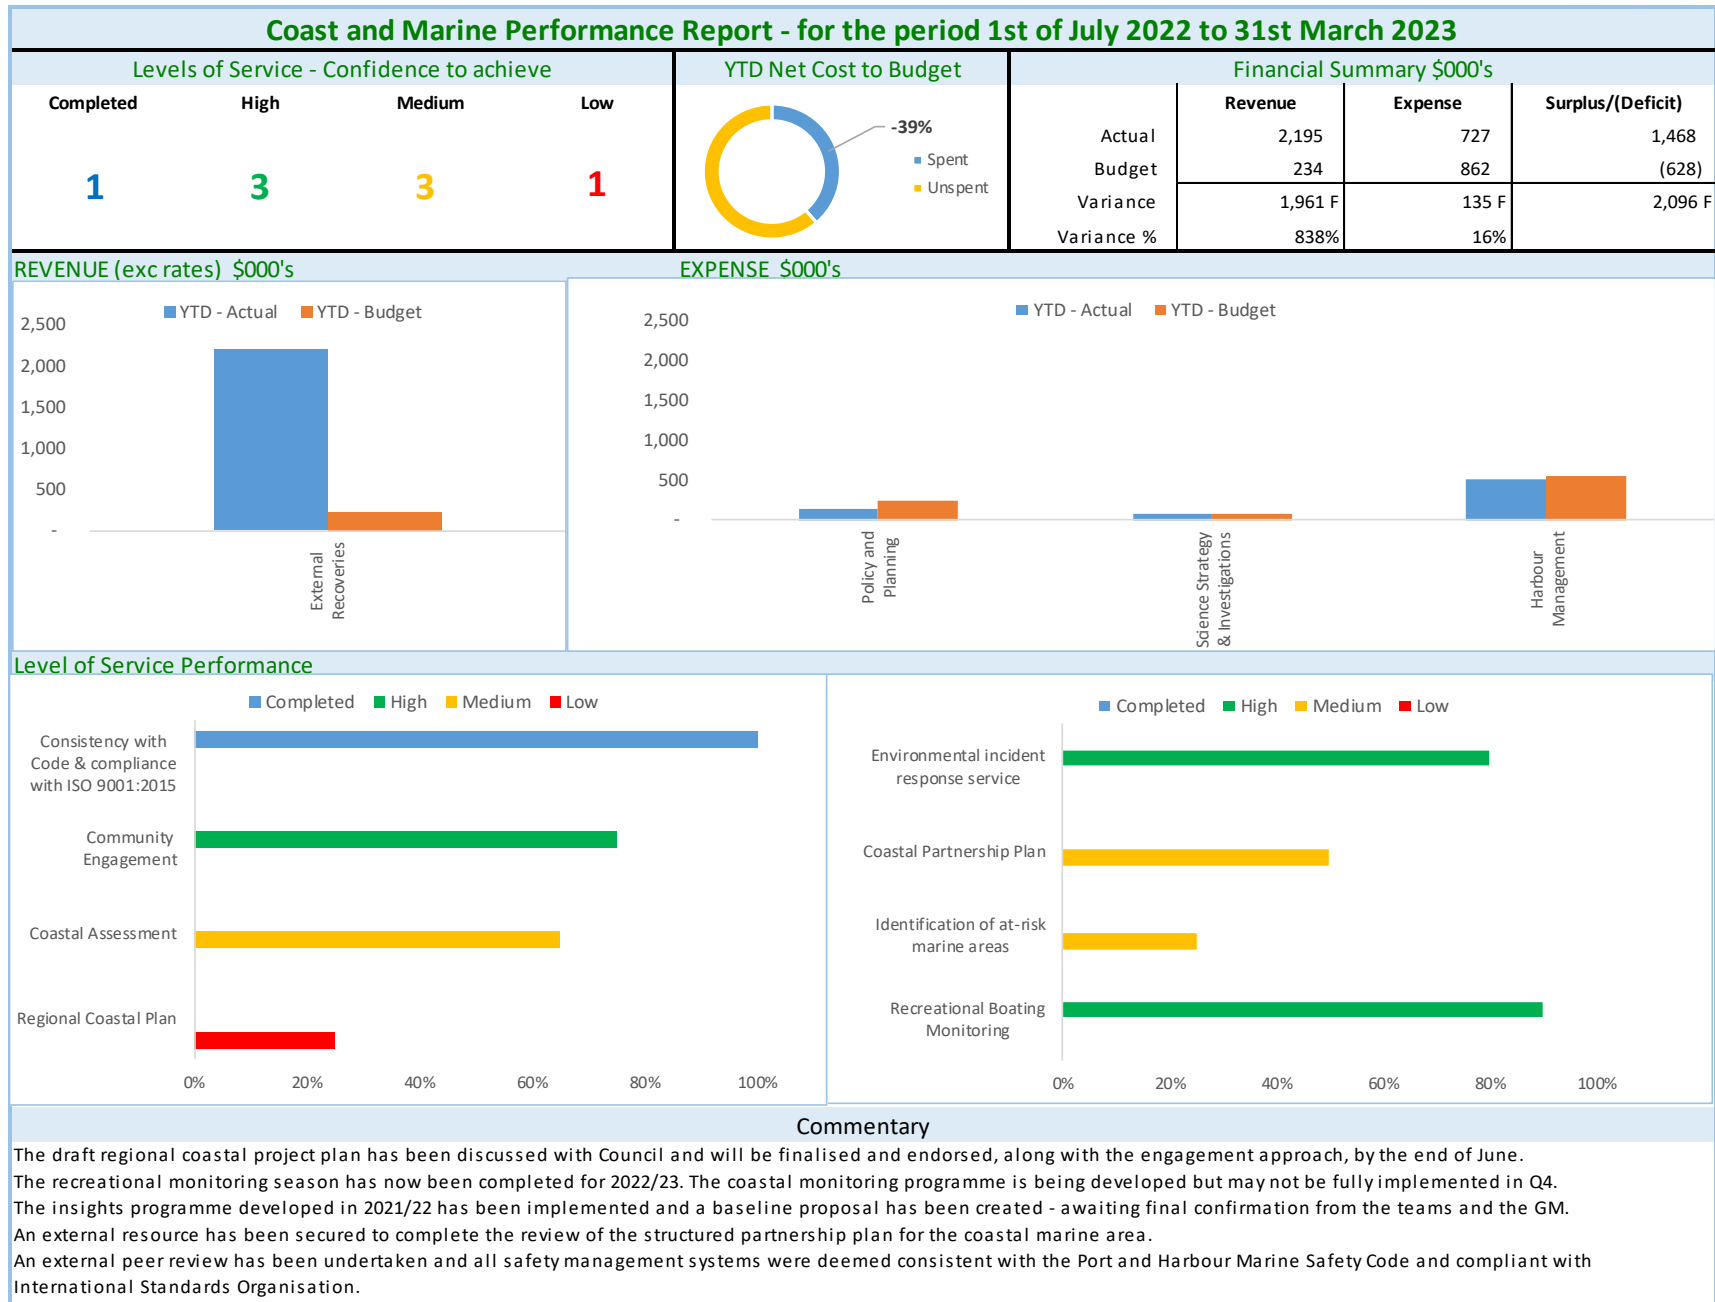 Coast and Marine Performance Report - for the period 1st of July 2022 to 31st March 2023
Levels of Service - Confidence to achieve
Completed High Medium Low
1 3 3 1
YTD Net Cost to Budget
-39%
Spent
Unspent
Financial Summary $000's
Revenue Expense Surplus/(Deficit)
Actual 2,195 727 1,468
Budget 234 862 (628)
Variance 1,961 F 135 F 2,096 F
Variance % 838% 16%
REVENUE (exc rates) $000's
YTD - Actual YTD - Budget
2,500
2,000
1,500
1,000
500
-
External
Recoveries
EXPENSE $000's
YTD - Actual YTD - Budget
2,500
2,000
1,500
1,000
500
-
Policy and
Planning
Science Strategy
& Investigations
Harbour
Management
Level of Service Performance
Completed High Medium Low
Consistency with
Code & compliance
with ISO 9001:2015
Community
Engagement
Coastal Assessment
Regional Coastal Plan
0% 20% 40% 60% 80% 100%
Completed High Medium Low
Environmental incident
response service
Coastal Partnership Plan
Identification of at-risk
marine areas
Recreational Boating
Monitoring
0% 20% 40% 60% 80% 100%
Commentary
The draft regional coastal project plan has been discussed with Council and will be finalised and endorsed, along with the engagement approach, by the end of June.
The recreational monitoring season has now been completed for 2022/23. The coastal monitoring programme is being developed but may not be fully implemented in Q4.
The insights programme developed in 2021/22 has been implemented and a baseline proposal has been created - awaiting final confirmation from the teams and the GM.
An external resource has been secured to complete the review of the structured partnership plan for the coastal marine area.
An external peer review has been undertaken and all safety management systems were deemed consistent with the Port and Harbour Marine Safety Code and compliant with
International Standards Organisation.